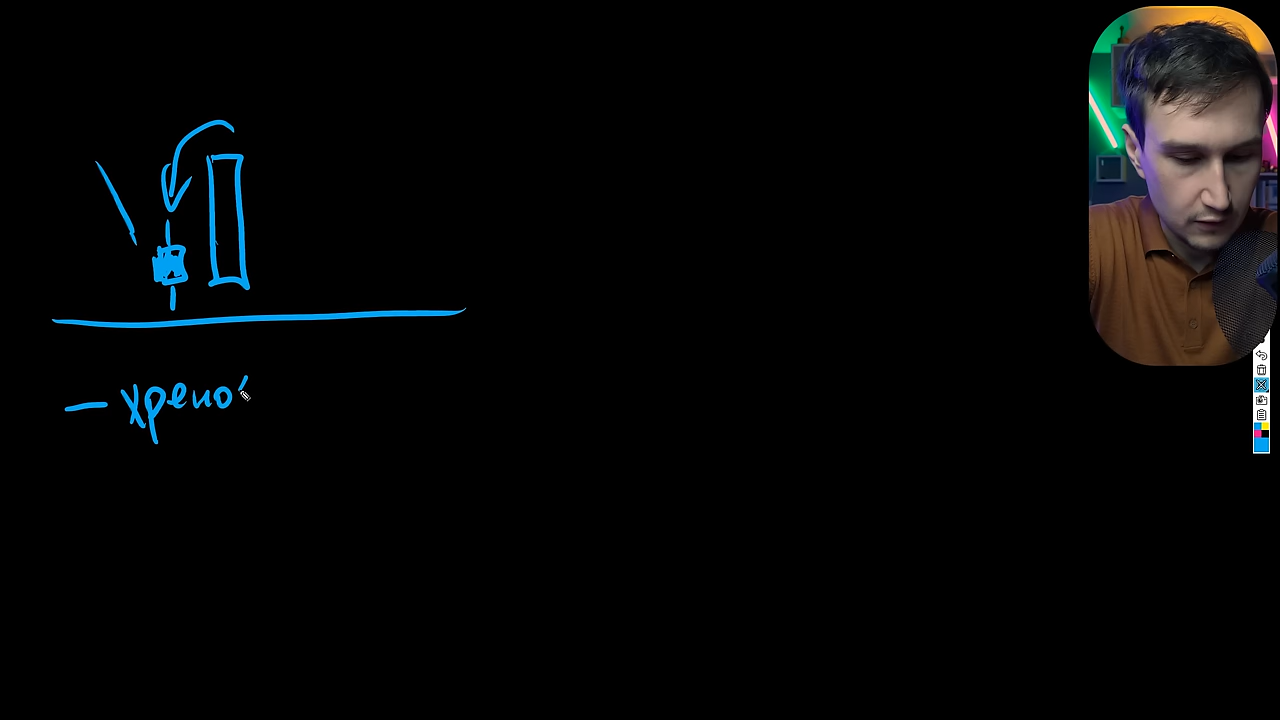 — хрено